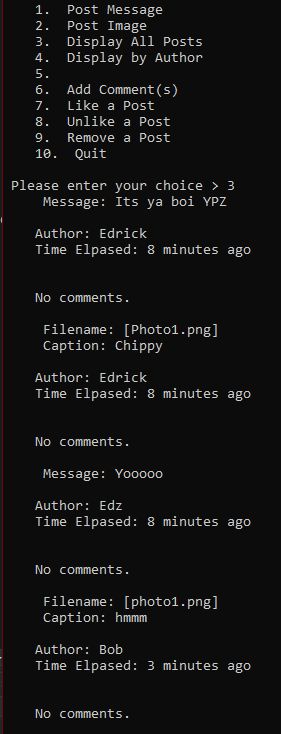 1.  Post Message
2.  Post Image
3.  Display All Posts
4.  Display by Author
5.
6.  Add Comment(s)
7.  Like a Post
8.  Unlike a Post
9.  Remove a Post
10.  Quit
Please enter your choice > 3
Message: Its ya boi YPZ
Author: Edrick
Time Elpased: 8 minutes ago
No comments.
Filename: [Photo1.png]
Caption: Chippy
Author: Edrick
Time Elpased: 8 minutes ago
No comments.
Message: Yooooo
Author: Edz
Time Elpased: 8 minutes ago
No comments.
Filename: [photo1.png]
Caption: hmmm
Author: Bob
Time Elpased: 3 minutes ago
No comments.